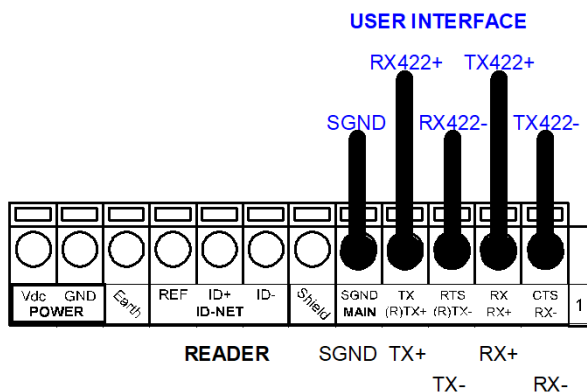 USER INTERFACE
RX422+ TX422+
SGND RX422- TX422-
Vdc GND Earth REF ID+ ID- Shield SGND TX RTS RX CTS
POWER ID-NET MAIN (R)TX+ (R)TX- RX+ RX- 1
READER SGND TX+ RX+
TX- RX-